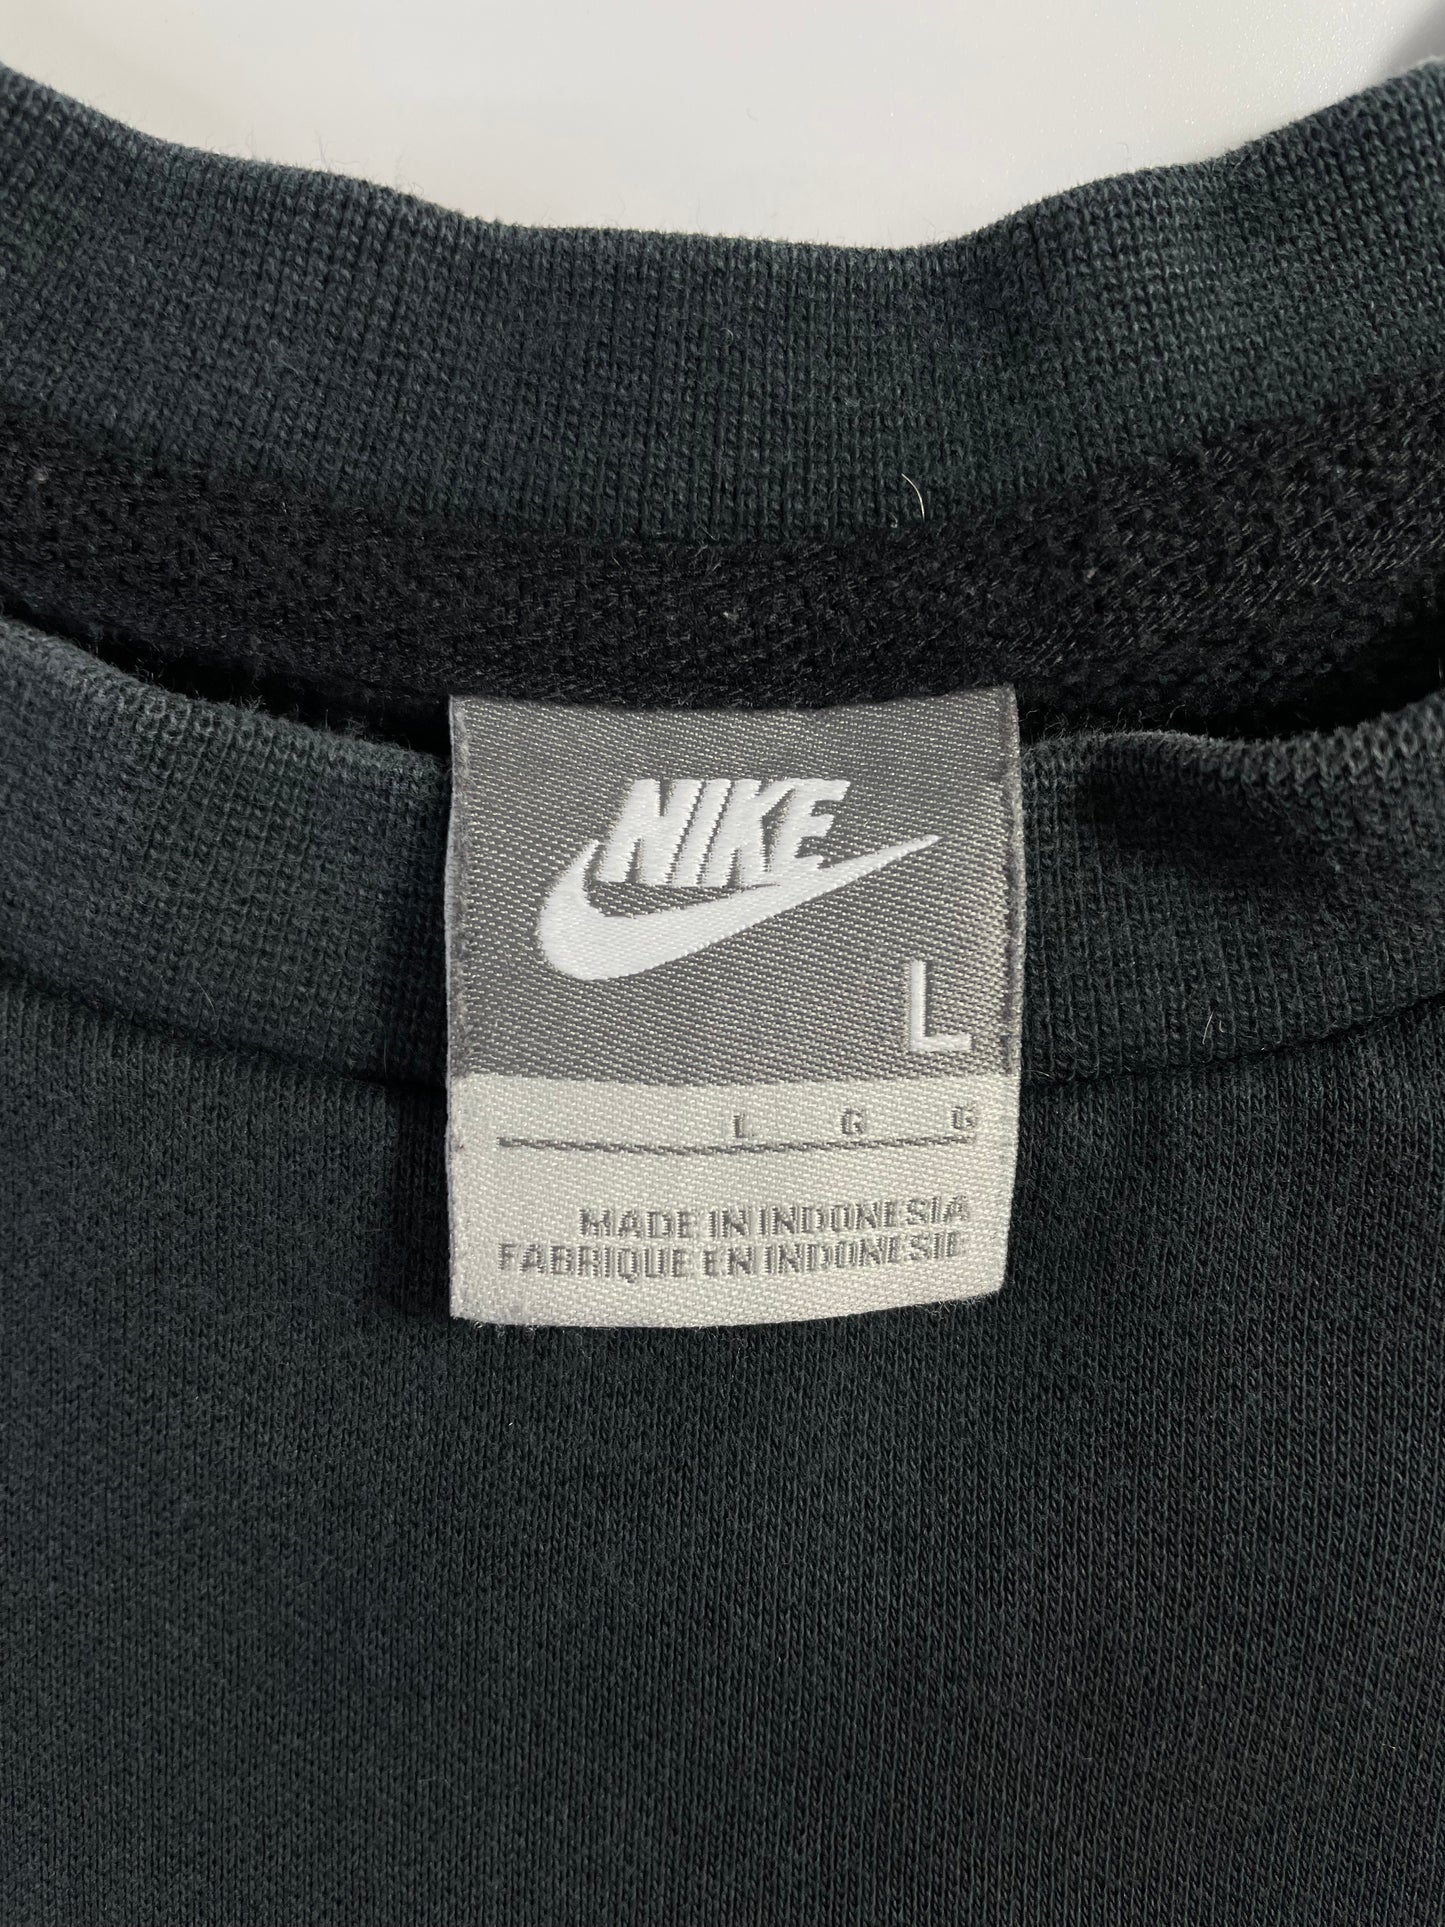 NIKE
L
L G G
MADE IN INDONESIA
FABRIQUE EN INDONESIE